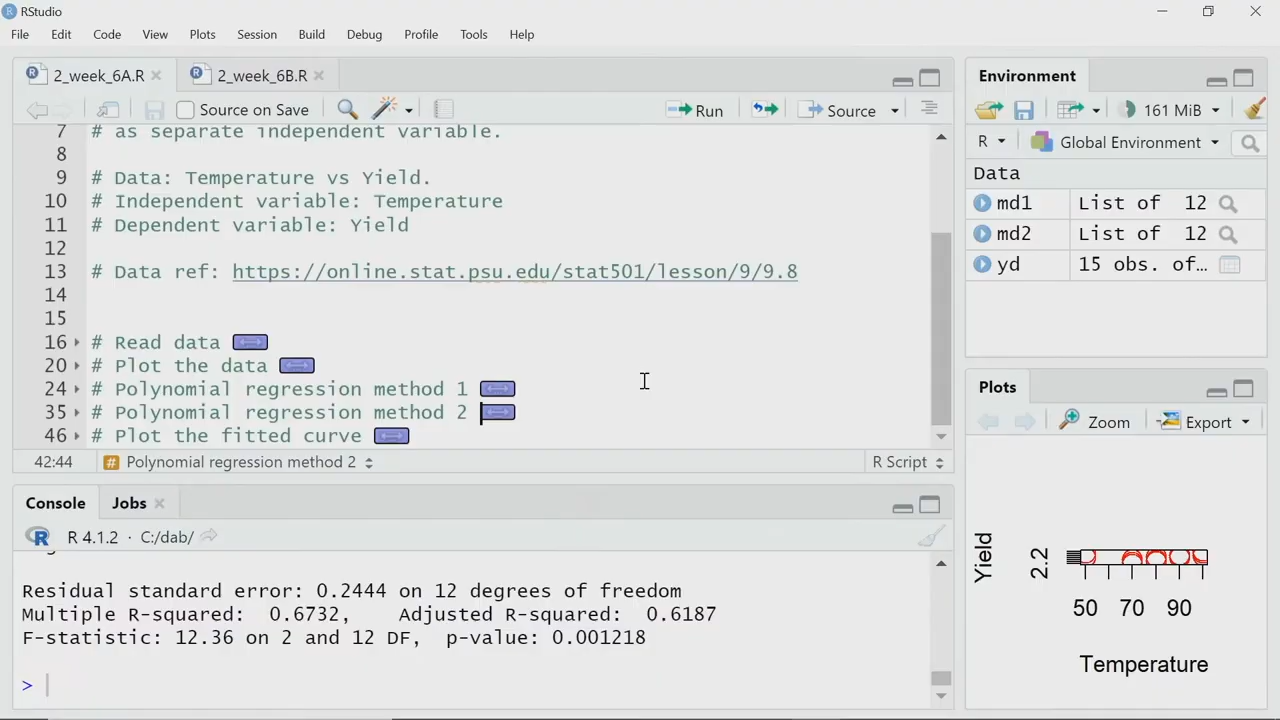 RStudio
File Edit Code View Plots Session Build Debug Profile Tools Help
2_week_6A.R 2_week_6B.R
Source on Save Run Source
7 # as separate independent variable.
8
9 # Data: Temperature vs Yield.
10 # Independent variable: Temperature
11 # Dependent variable: Yield
12
13 # Data ref: https://online.stat.psu.edu/stat501/lesson/9/9.8
14
15
16 # Read data
20 # Plot the data
24 # Polynomial regression method 1
35 # Polynomial regression method 2
46 # Plot the fitted curve
42:44 # Polynomial regression method 2 R Script
Console Jobs
R 4.1.2 · C:/dab/
Residual standard error: 0.2444 on 12 degrees of freedom
Multiple R-squared:  0.6732,    Adjusted R-squared:  0.6187
F-statistic: 12.36 on 2 and 12 DF,  p-value: 0.001218
>
Environment
161 MiB
R Global Environment
Data
md1 List of 12
md2 List of 12
yd 15 obs. of…
Plots
Zoom Export
Yield
2.2
50 70 90
Temperature